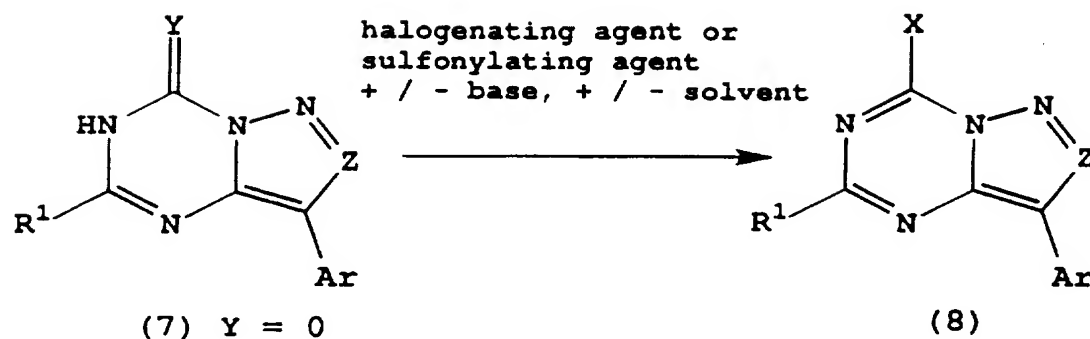 Y
halogenating agent or
sulfonylating agent
+ / - base, + / - solvent
X
HN
N
N
Z
N
N
N
Z
R¹
N
Ar
R¹
N
Ar
(7) Y = O
(8)